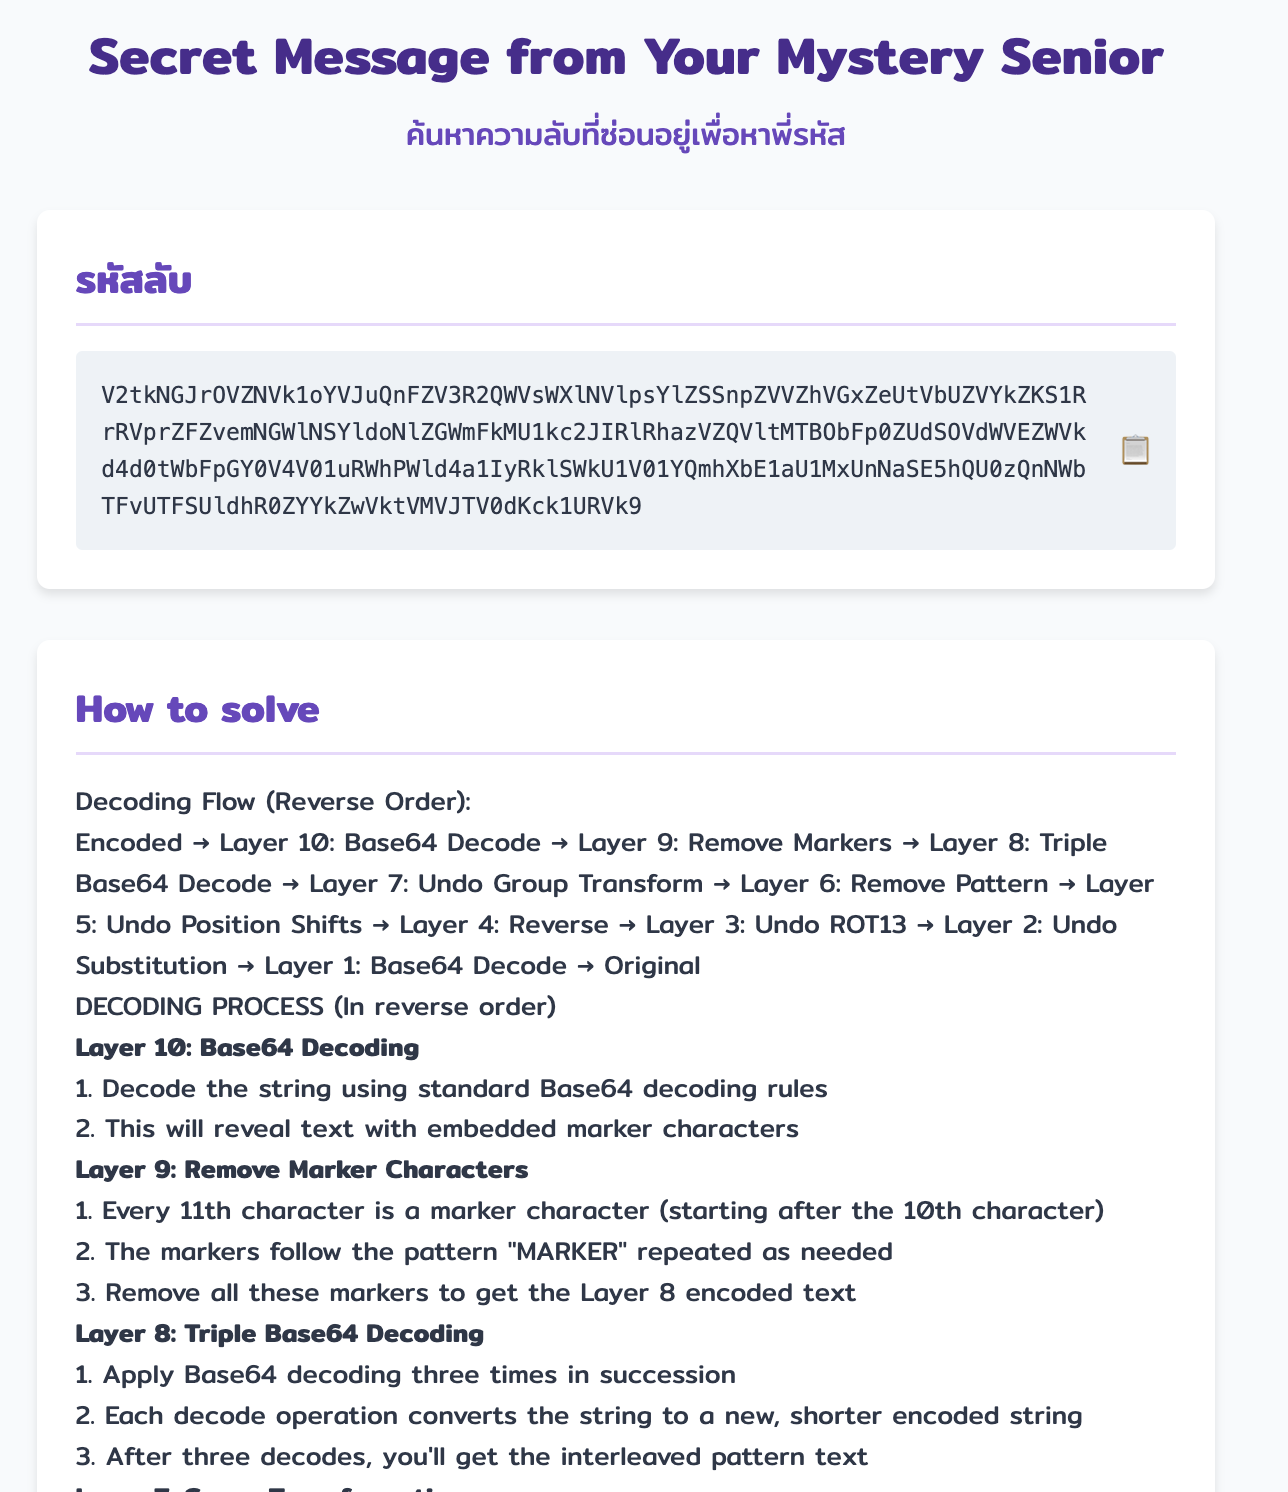 Secret Message from Your Mystery Senior
ค้นหาความลับที่ซ่อนอยู่เพื่อหาพี่รหัส
รหัสลับ
V2tkNGJrOVZNVk1oYVJuQnFZV3R2QWVsWXlNVlpsYlZSSnpZVVZhVGxZeUtVbUZVYkZKS1R
rRVprZFZvemNGWlNSYldoNlZGWmFkMU1kc2JIRlRhazVZQVltMTBObFp0ZUdSOVdWVEZWVk
d4d0tWbFpGY0V4V01uRWhPWld4a1IyRklSWkU1V01YQmhXbE1aU1MxUnNaSE5hQU0zQnNWb
TFvUTFSUldhR0ZYYkZwVktVMVJTV0dKck1URVk9
How to solve
Decoding Flow (Reverse Order):
Encoded → Layer 10: Base64 Decode → Layer 9: Remove Markers → Layer 8: Triple
Base64 Decode → Layer 7: Undo Group Transform → Layer 6: Remove Pattern → Layer
5: Undo Position Shifts → Layer 4: Reverse → Layer 3: Undo ROT13 → Layer 2: Undo
Substitution → Layer 1: Base64 Decode → Original
DECODING PROCESS (In reverse order)
Layer 10: Base64 Decoding
1. Decode the string using standard Base64 decoding rules
2. This will reveal text with embedded marker characters
Layer 9: Remove Marker Characters
1. Every 11th character is a marker character (starting after the 10th character)
2. The markers follow the pattern "MARKER" repeated as needed
3. Remove all these markers to get the Layer 8 encoded text
Layer 8: Triple Base64 Decoding
1. Apply Base64 decoding three times in succession
2. Each decode operation converts the string to a new, shorter encoded string
3. After three decodes, you'll get the interleaved pattern text